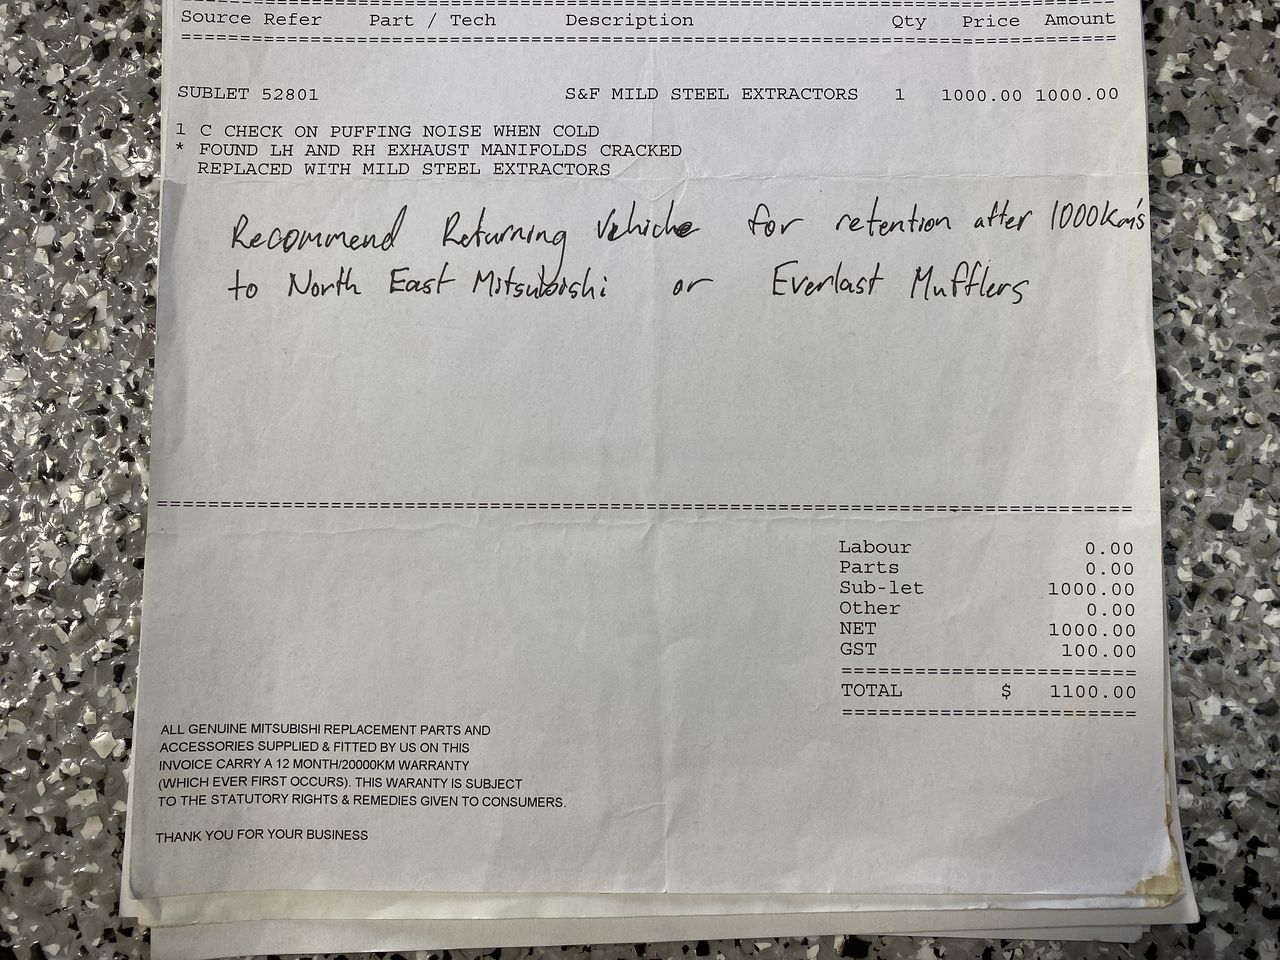 Source Refer Part / Tech Description Qty Price Amount
SUBLET 52801 S&F MILD STEEL EXTRACTORS 1 1000.00 1000.00
1 C CHECK ON PUFFING NOISE WHEN COLD
* FOUND LH AND RH EXHAUST MANIFOLDS CRACKED
REPLACED WITH MILD STEEL EXTRACTORS
Recommend Returning Vehicle for retention after 1000Km's
to North East Mitsubishi or Everlast Mufflers
Labour 0.00
Parts 0.00
Sub-let 1000.00
Other 0.00
NET 1000.00
GST 100.00
TOTAL $ 1100.00
ALL GENUINE MITSUBISHI REPLACEMENT PARTS AND
ACCESSORIES SUPPLIED & FITTED BY US ON THIS
INVOICE CARRY A 12 MONTH/20000KM WARRANTY
(WHICH EVER FIRST OCCURS). THIS WARANTY IS SUBJECT
TO THE STATUTORY RIGHTS & REMEDIES GIVEN TO CONSUMERS.
THANK YOU FOR YOUR BUSINESS